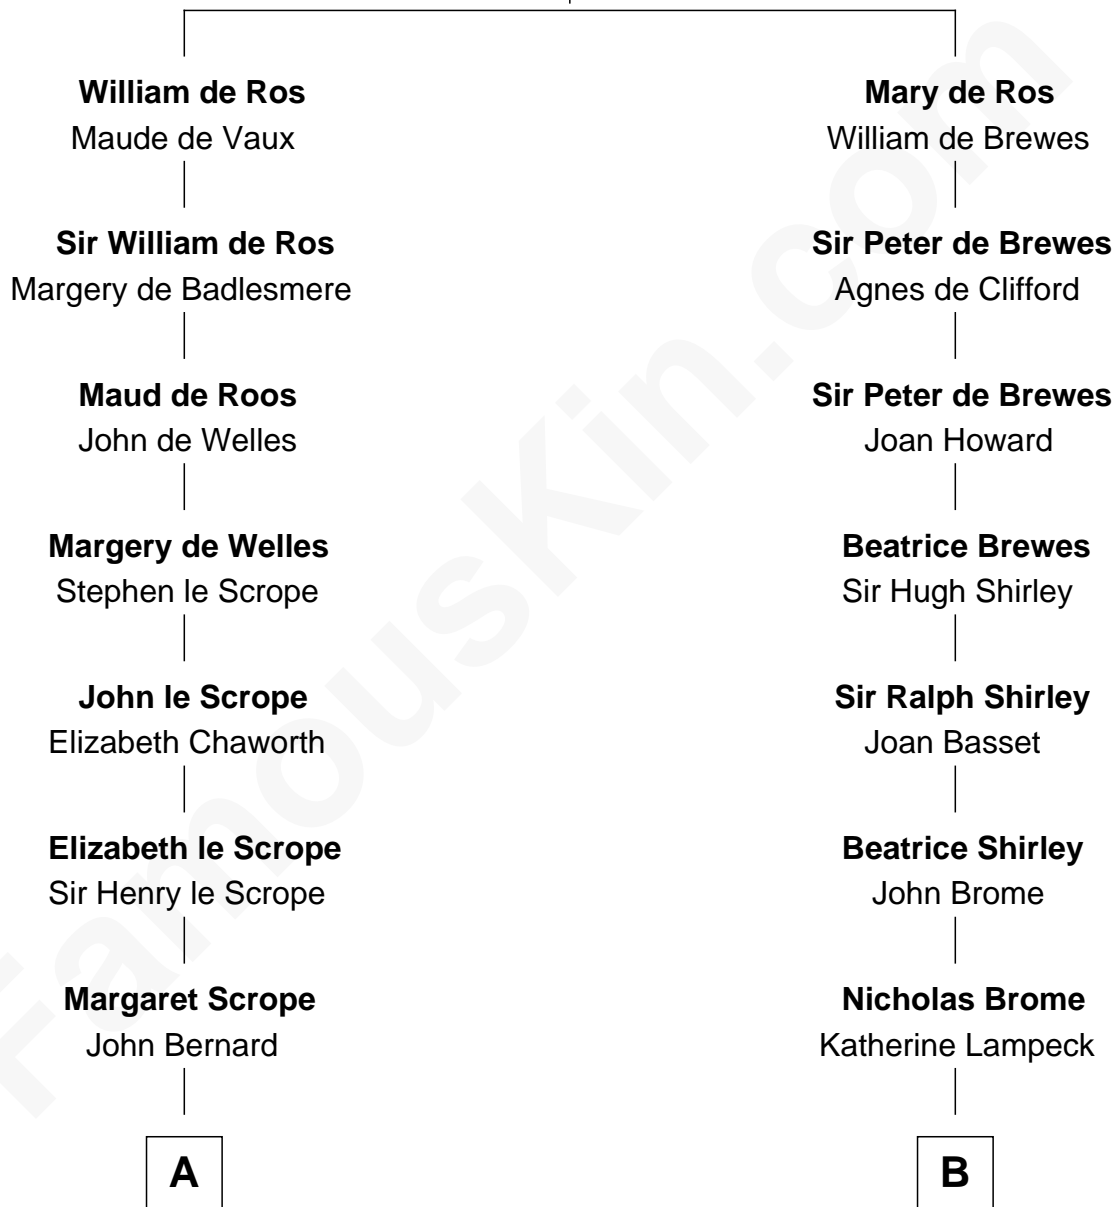 William de Ros
Maude de Vaux
Sir William de Ros
Margery de Badlesmere
Maud de Roos
John de Welles
Margery de Welles
Stephen le Scrope
John le Scrope
Elizabeth Chaworth
Elizabeth le Scrope
Sir Henry le Scrope
Margaret Scrope
John Bernard
A
Mary de Ros
William de Brewes
Sir Peter de Brewes
Agnes de Clifford
Sir Peter de Brewes
Joan Howard
Beatrice Brewes
Sir Hugh Shirley
Sir Ralph Shirley
Joan Basset
Beatrice Shirley
John Brome
Nicholas Brome
Katherine Lampeck
B
FamousKin.com